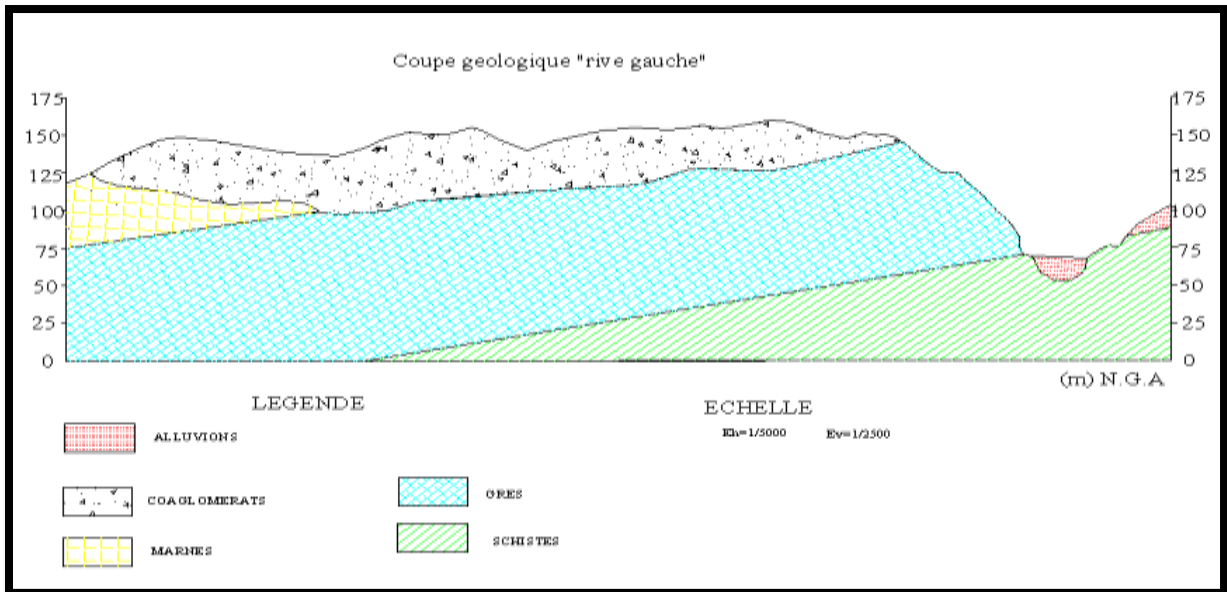 Coupe geologique "rive gauche"
175 175
150 150
125 125
100 100
75 75
50 50
25 25
0 0
(m) N.G.A
LEGENDE ECHELLE
Eh=1/5000 Ev=1/2500
ALLUVIONS
COAGLOMERATS GRES
MARNES SCHISTES